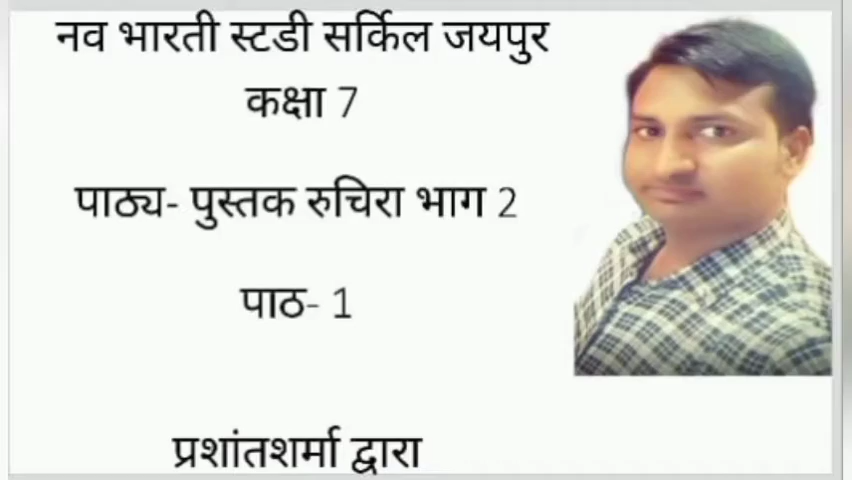 नव भारती स्टडी सर्किल जयपुर
कक्षा 7
पाठ्य- पुस्तक रुचिरा भाग 2
पाठ- 1
प्रशांतशर्मा द्वारा